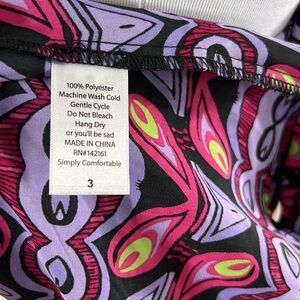 100% Polyester
Machine Wash Cold
Gentle Cycle
Do Not Bleach
Hang Dry
or you'll be sad
MADE IN CHINA
RN#142161
Simply Comfortable
3